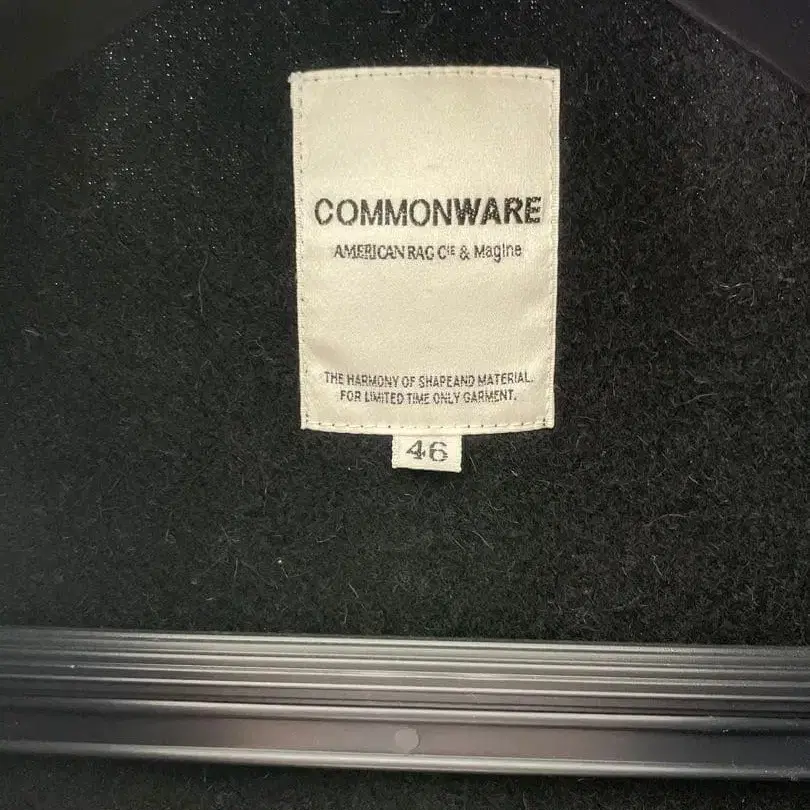 COMMONWARE
AMERICAN RAG CIE & Magine
THE HARMONY OF SHAPEAND MATERIAL.
FOR LIMITED TIME ONLY GARMENT.
46